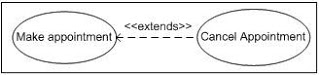 <<extends>>
Make appointment
Cancel Appointment